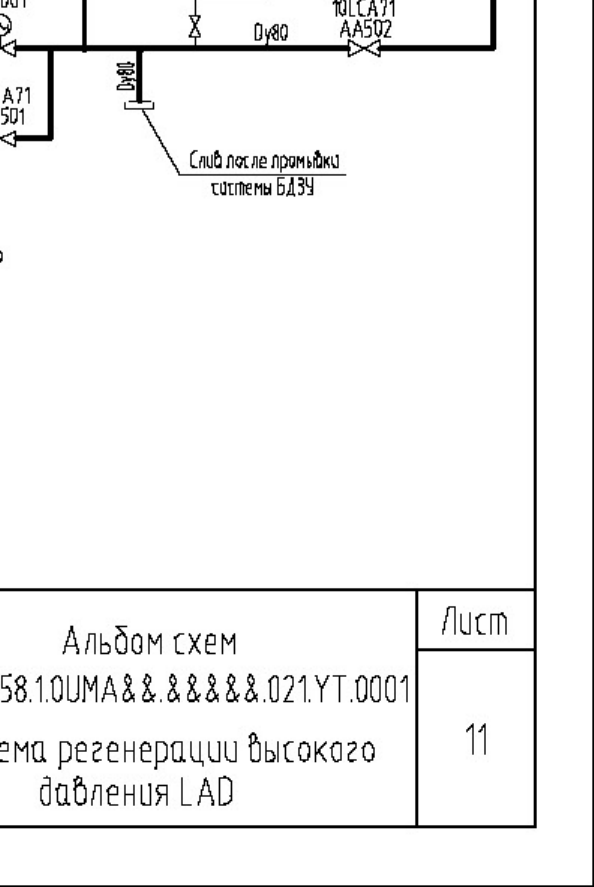 10LCA71
AA502
Dy80
Dy80
A71
501
Слив после промывки
системы БДЗУ
Альбом схем
58.1.0UMA&&.&&&&&.021.YT.0001
ема регенерации высокого
давления LAD
Лист
11